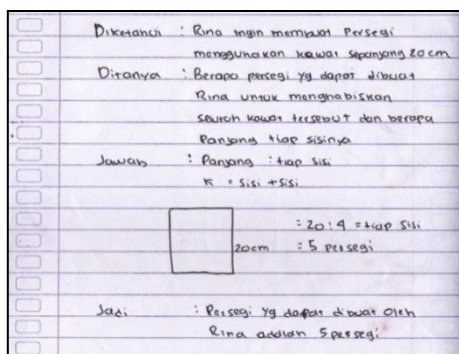 Diketahui : Rina ingin membuat Persegi
menggunakan kawat sepanjang 20 cm
Ditanya : Berapa persegi yg dapat dibuat
Rina untuk menghabiskan
seluruh kawat tersebut dan berapa
Panjang tiap sisinya
Jawab : Panjang : tiap sisi
K = sisi + sisi
= 20 : 4 = tiap sisi
20 cm = 5 persegi
Jadi : Persegi yg dapat dibuat oleh
Rina adalah 5 persegi